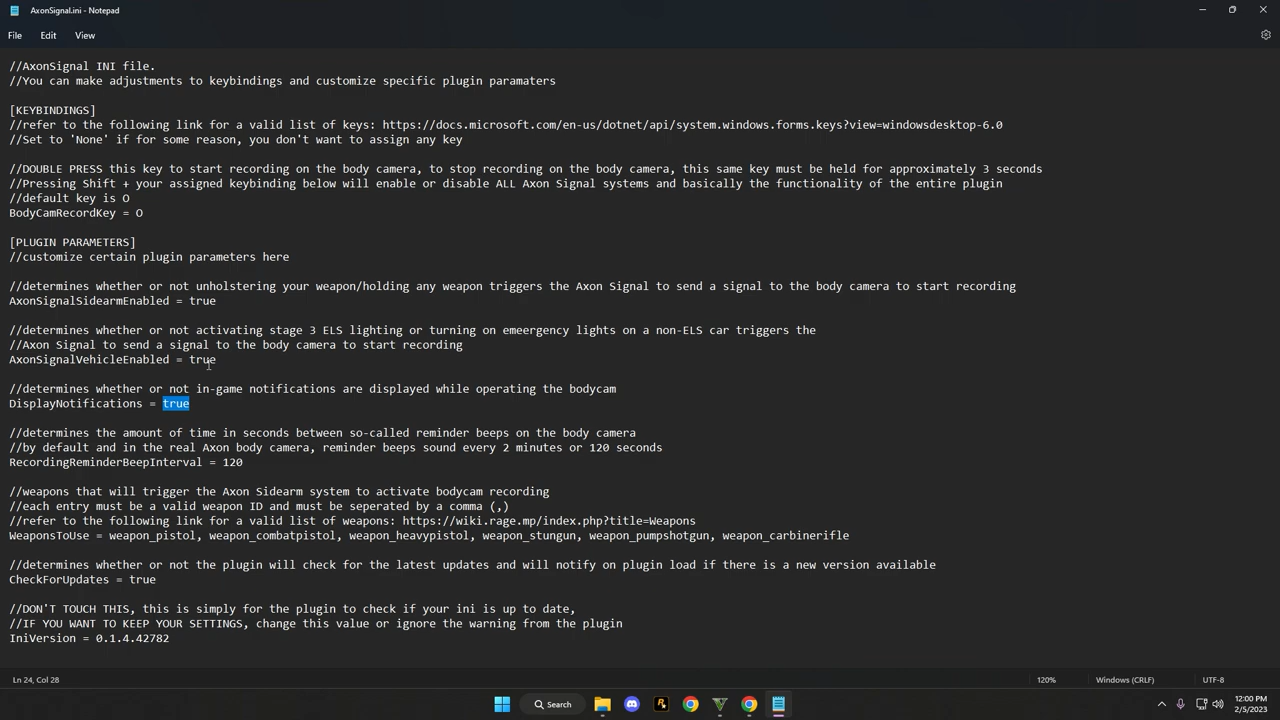 AxonSignal.ini - Notepad
File Edit View
//AxonSignal INI file.
//You can make adjustments to keybindings and customize specific plugin paramaters
[KEYBINDINGS]
//refer to the following link for a valid list of keys: https://docs.microsoft.com/en-us/dotnet/api/system.windows.forms.keys?view=windowsdesktop-6.0
//Set to 'None' if for some reason, you don't want to assign any key
//DOUBLE PRESS this key to start recording on the body camera, to stop recording on the body camera, this same key must be held for approximately 3 seconds
//Pressing Shift + your assigned keybinding below will enable or disable ALL Axon Signal systems and basically the functionality of the entire plugin
//default key is O
BodyCamRecordKey = O
[PLUGIN PARAMETERS]
//customize certain plugin parameters here
//determines whether or not unholstering your weapon/holding any weapon triggers the Axon Signal to send a signal to the body camera to start recording
AxonSignalSidearmEnabled = true
//determines whether or not activating stage 3 ELS lighting or turning on emeergency lights on a non-ELS car triggers the
//Axon Signal to send a signal to the body camera to start recording
AxonSignalVehicleEnabled = true
//determines whether or not in-game notifications are displayed while operating the bodycam
DisplayNotifications = true
//determines the amount of time in seconds between so-called reminder beeps on the body camera
//by default and in the real Axon body camera, reminder beeps sound every 2 minutes or 120 seconds
RecordingReminderBeepInterval = 120
//weapons that will trigger the Axon Sidearm system to activate bodycam recording
//each entry must be a valid weapon ID and must be seperated by a comma (,)
//refer to the following link for a valid list of weapons: https://wiki.rage.mp/index.php?title=Weapons
WeaponsToUse = weapon_pistol, weapon_combatpistol, weapon_heavypistol, weapon_stungun, weapon_pumpshotgun, weapon_carbinerifle
//determines whether or not the plugin will check for the latest updates and will notify on plugin load if there is a new version available
CheckForUpdates = true
//DON'T TOUCH THIS, this is simply for the plugin to check if your ini is up to date,
//IF YOU WANT TO KEEP YOUR SETTINGS, change this value or ignore the warning from the plugin
IniVersion = 0.1.4.42782
Ln 24, Col 28 120% Windows (CRLF) UTF-8
Search
12:00 PM
2/5/2023